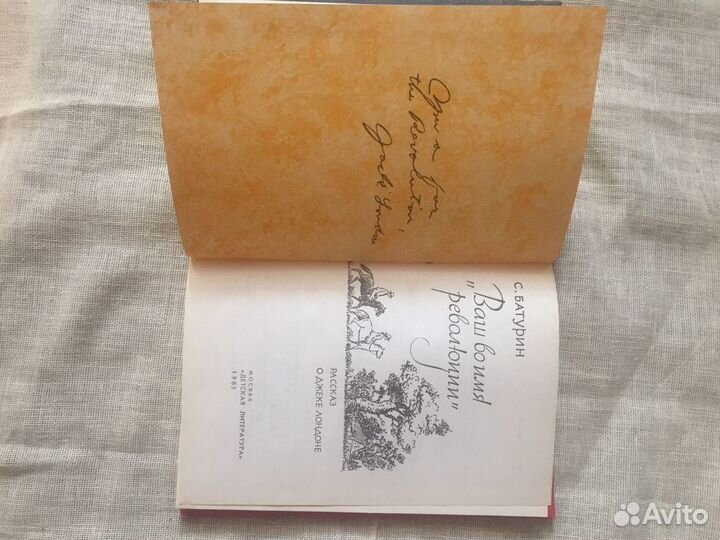 Yours for
the Revolution,
Jack London
С. БАТУРИН
"Ваш во имя
революции"
РАССКАЗ
О ДЖЕКЕ ЛОНДОНЕ
МОСКВА
«ДЕТСКАЯ ЛИТЕРАТУРА»
1983
Avito